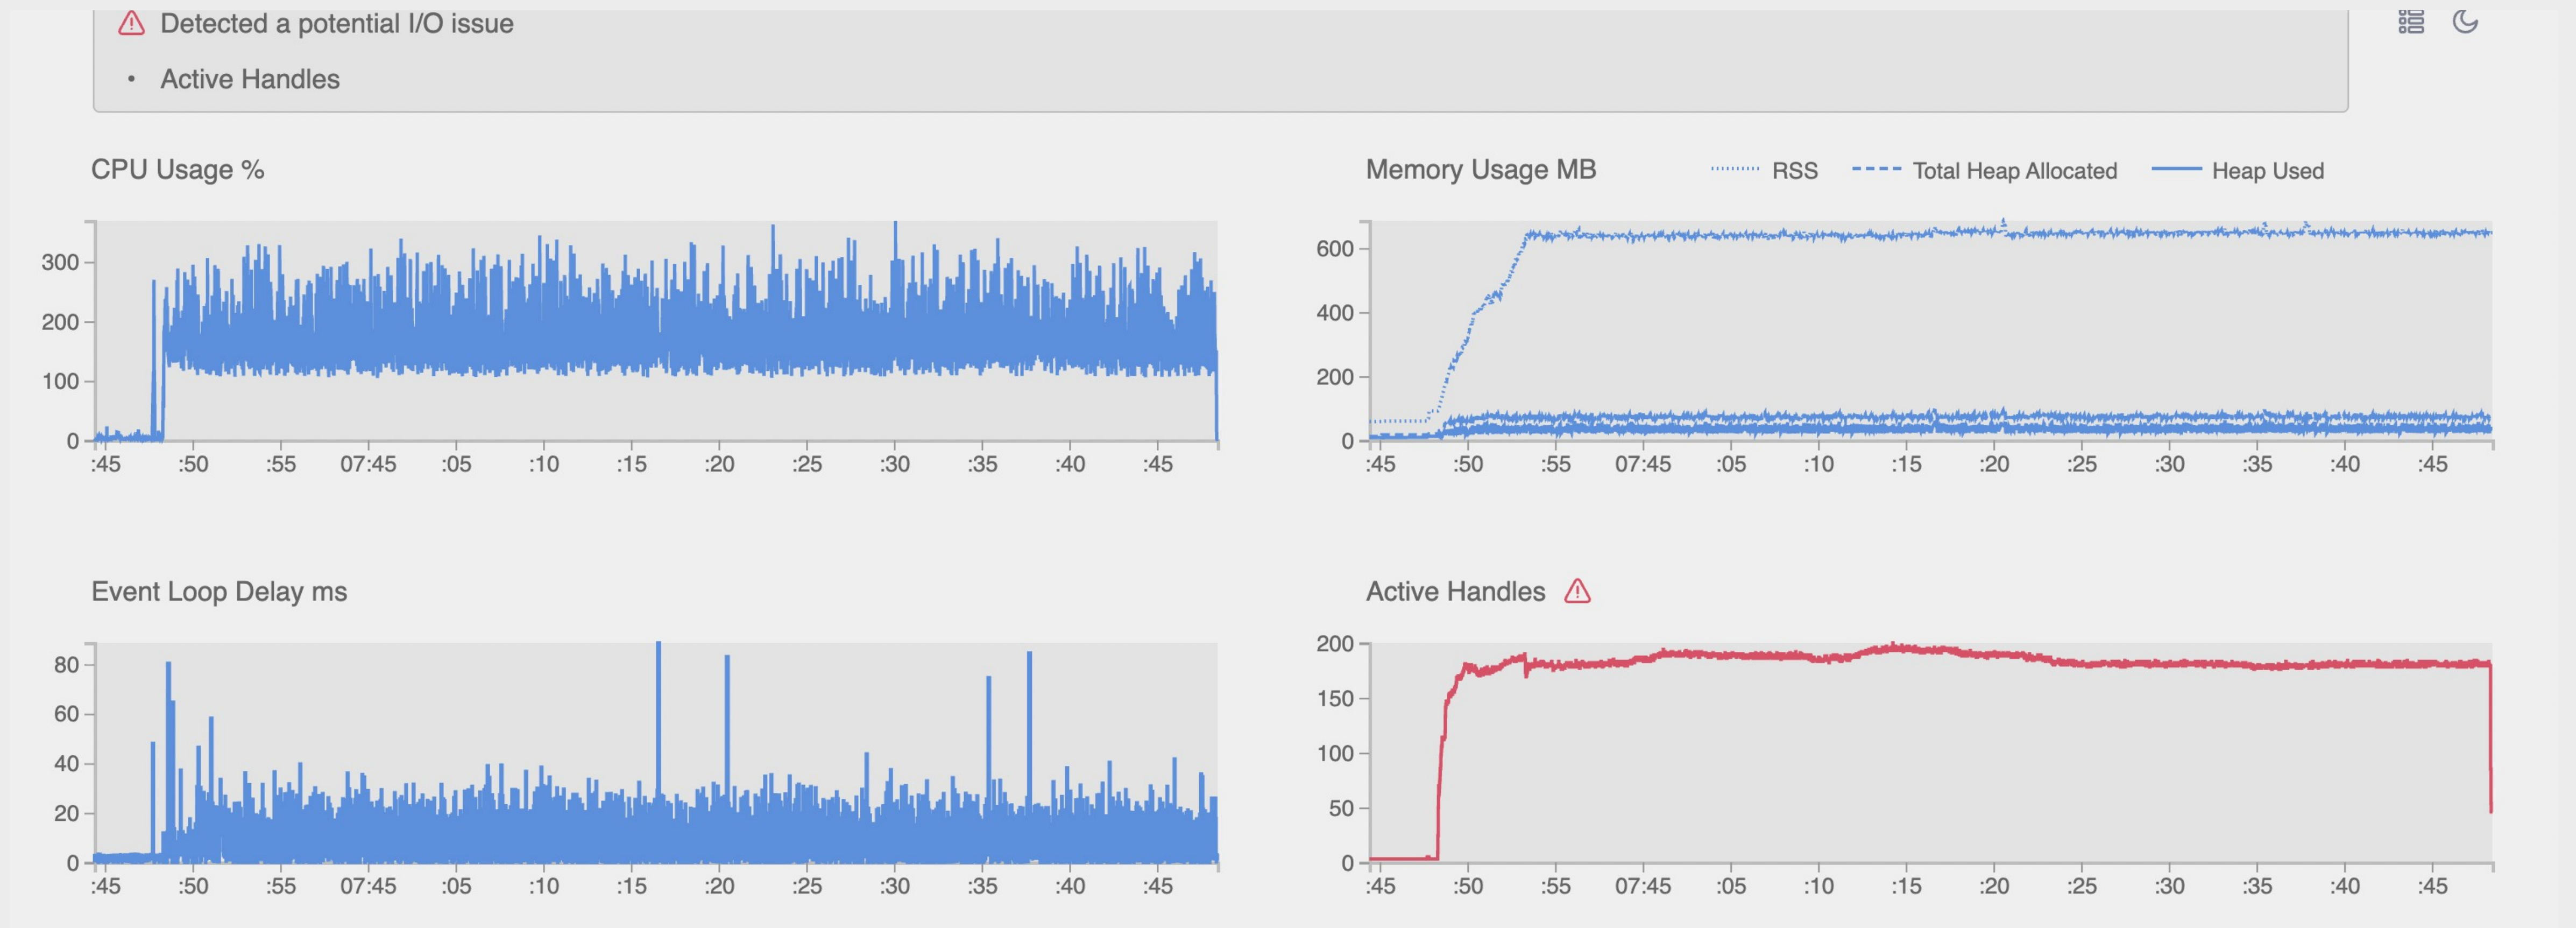 Detected a potential I/O issue
• Active Handles
CPU Usage %
300
200
100
0
:45 :50 :55 07:45 :05 :10 :15 :20 :25 :30 :35 :40 :45
Memory Usage MB RSS Total Heap Allocated Heap Used
600
400
200
0
:45 :50 :55 07:45 :05 :10 :15 :20 :25 :30 :35 :40 :45
Event Loop Delay ms
80
60
40
20
0
:45 :50 :55 07:45 :05 :10 :15 :20 :25 :30 :35 :40 :45
Active Handles
200
150
100
50
0
:45 :50 :55 07:45 :05 :10 :15 :20 :25 :30 :35 :40 :45